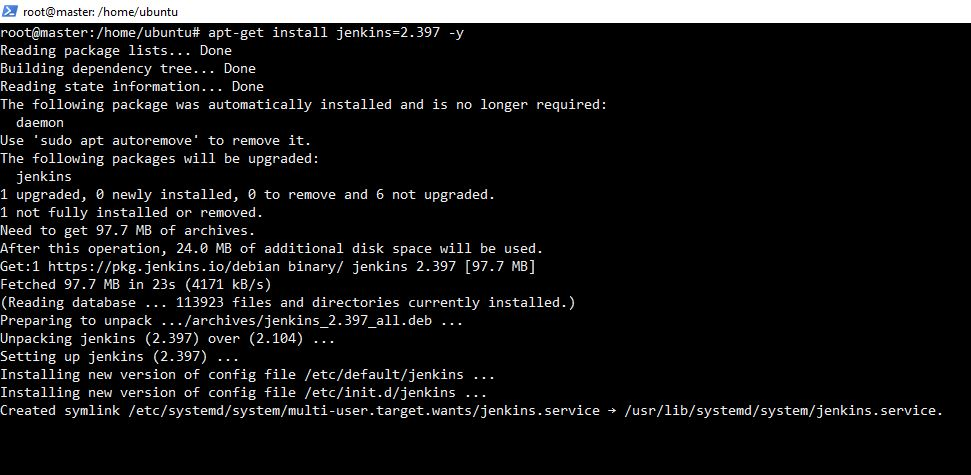 root@master: /home/ubuntu
root@master:/home/ubuntu# apt-get install jenkins=2.397 -y
Reading package lists... Done
Building dependency tree... Done
Reading state information... Done
The following package was automatically installed and is no longer required:
  daemon
Use 'sudo apt autoremove' to remove it.
The following packages will be upgraded:
  jenkins
1 upgraded, 0 newly installed, 0 to remove and 6 not upgraded.
1 not fully installed or removed.
Need to get 97.7 MB of archives.
After this operation, 24.0 MB of additional disk space will be used.
Get:1 https://pkg.jenkins.io/debian binary/ jenkins 2.397 [97.7 MB]
Fetched 97.7 MB in 23s (4171 kB/s)
(Reading database ... 113923 files and directories currently installed.)
Preparing to unpack .../archives/jenkins_2.397_all.deb ...
Unpacking jenkins (2.397) over (2.104) ...
Setting up jenkins (2.397) ...
Installing new version of config file /etc/default/jenkins ...
Installing new version of config file /etc/init.d/jenkins ...
Created symlink /etc/systemd/system/multi-user.target.wants/jenkins.service → /usr/lib/systemd/system/jenkins.service.